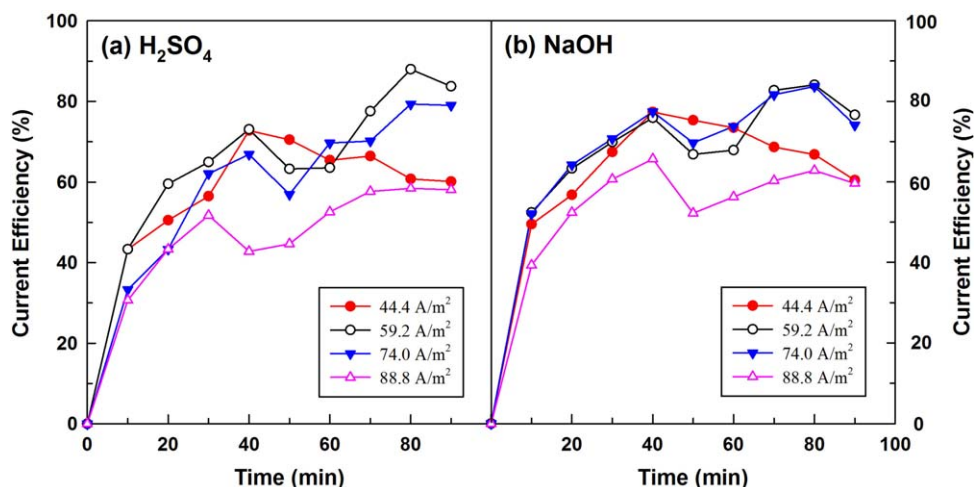 (a) H₂SO₄
(b) NaOH
Current Efficiency (%)
100
80
60
40
20
0
44.4 A/m²
59.2 A/m²
74.0 A/m²
88.8 A/m²
44.4 A/m²
59.2 A/m²
74.0 A/m²
88.8 A/m²
100
80
60
40
20
0
Current Efficiency (%)
0 20 40 60 80 20 40 60 80 100
Time (min) Time (min)